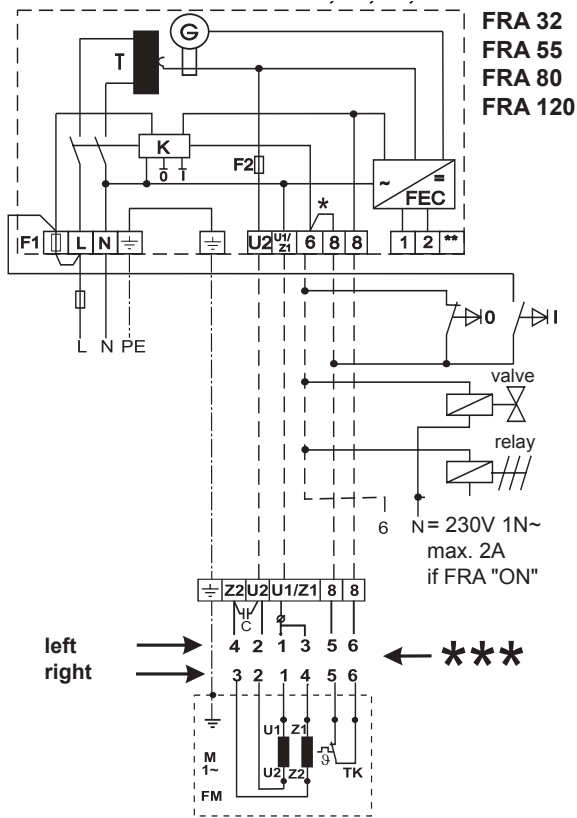 FRA 32
FRA 55
FRA 80
FRA 120
G
T
K
0 I
F2
~ =
FEC
*
F1 L N U2 U1/Z1 6 8 8 1 2 **
L N PE
0 I
valve
relay
6 N = 230V 1N~
max. 2A
if FRA "ON"
Z2 U2 U1/Z1 8 8
C
left 4 2 1 3 5 6 ***
right 3 2 1 4 5 6
U1 Z1
M
1~
ϑ
U2 Z2 TK
FM